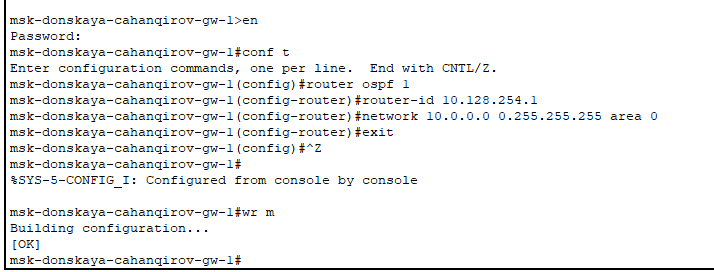 msk-donskaya-cahanqirov-gw-1>en
Password:
msk-donskaya-cahanqirov-gw-1#conf t
Enter configuration commands, one per line.  End with CNTL/Z.
msk-donskaya-cahanqirov-gw-1(config)#router ospf 1
msk-donskaya-cahanqirov-gw-1(config-router)#router-id 10.128.254.1
msk-donskaya-cahanqirov-gw-1(config-router)#network 10.0.0.0 0.255.255.255 area 0
msk-donskaya-cahanqirov-gw-1(config-router)#exit
msk-donskaya-cahanqirov-gw-1(config)#^Z
msk-donskaya-cahanqirov-gw-1#
%SYS-5-CONFIG_I: Configured from console by console
msk-donskaya-cahanqirov-gw-1#wr m
Building configuration...
[OK]
msk-donskaya-cahanqirov-gw-1#